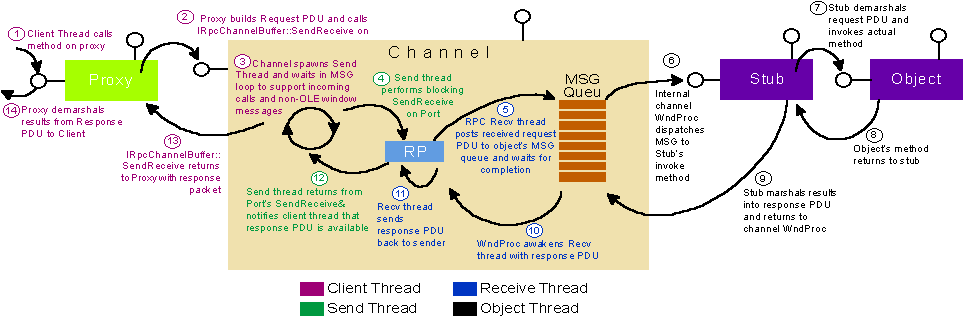 1 Client Thread calls
method on proxy
2 Proxy builds Request PDU and calls
IRpcChannelBuffer::SendReceive on
Channel
3 Channel spawns Send
Thread and waits in MSG
loop to support incoming
calls and non-OLE window
messages
4 Send thread
performs blocking
SendReceive
on Port
5
RPC Recv thread
posts received request
PDU to object's MSG
queue and waits for
completion
MSG
Queu
6
Internal
channel
WndProc
dispatches
MSG to
Stub's
invoke
method
7
Stub demarshals
request PDU and
invokes actual
method
Proxy
RP
Stub
Object
8
Object's method
returns to stub
9
Stub marshals results
into response PDU
and returns to
channel WndProc
10
WndProc awakens Recv
thread with response PDU
11
Recv thread
sends
response PDU
back to sender
12
Send thread returns from
Port's SendReceive&
notifies client thread that
response PDU is available
13
IRpcChannelBuffer::
SendReceive returns
to Proxy with response
packet
14 Proxy demarshals
results from Response
PDU to Client
Client Thread
Send Thread
Receive Thread
Object Thread